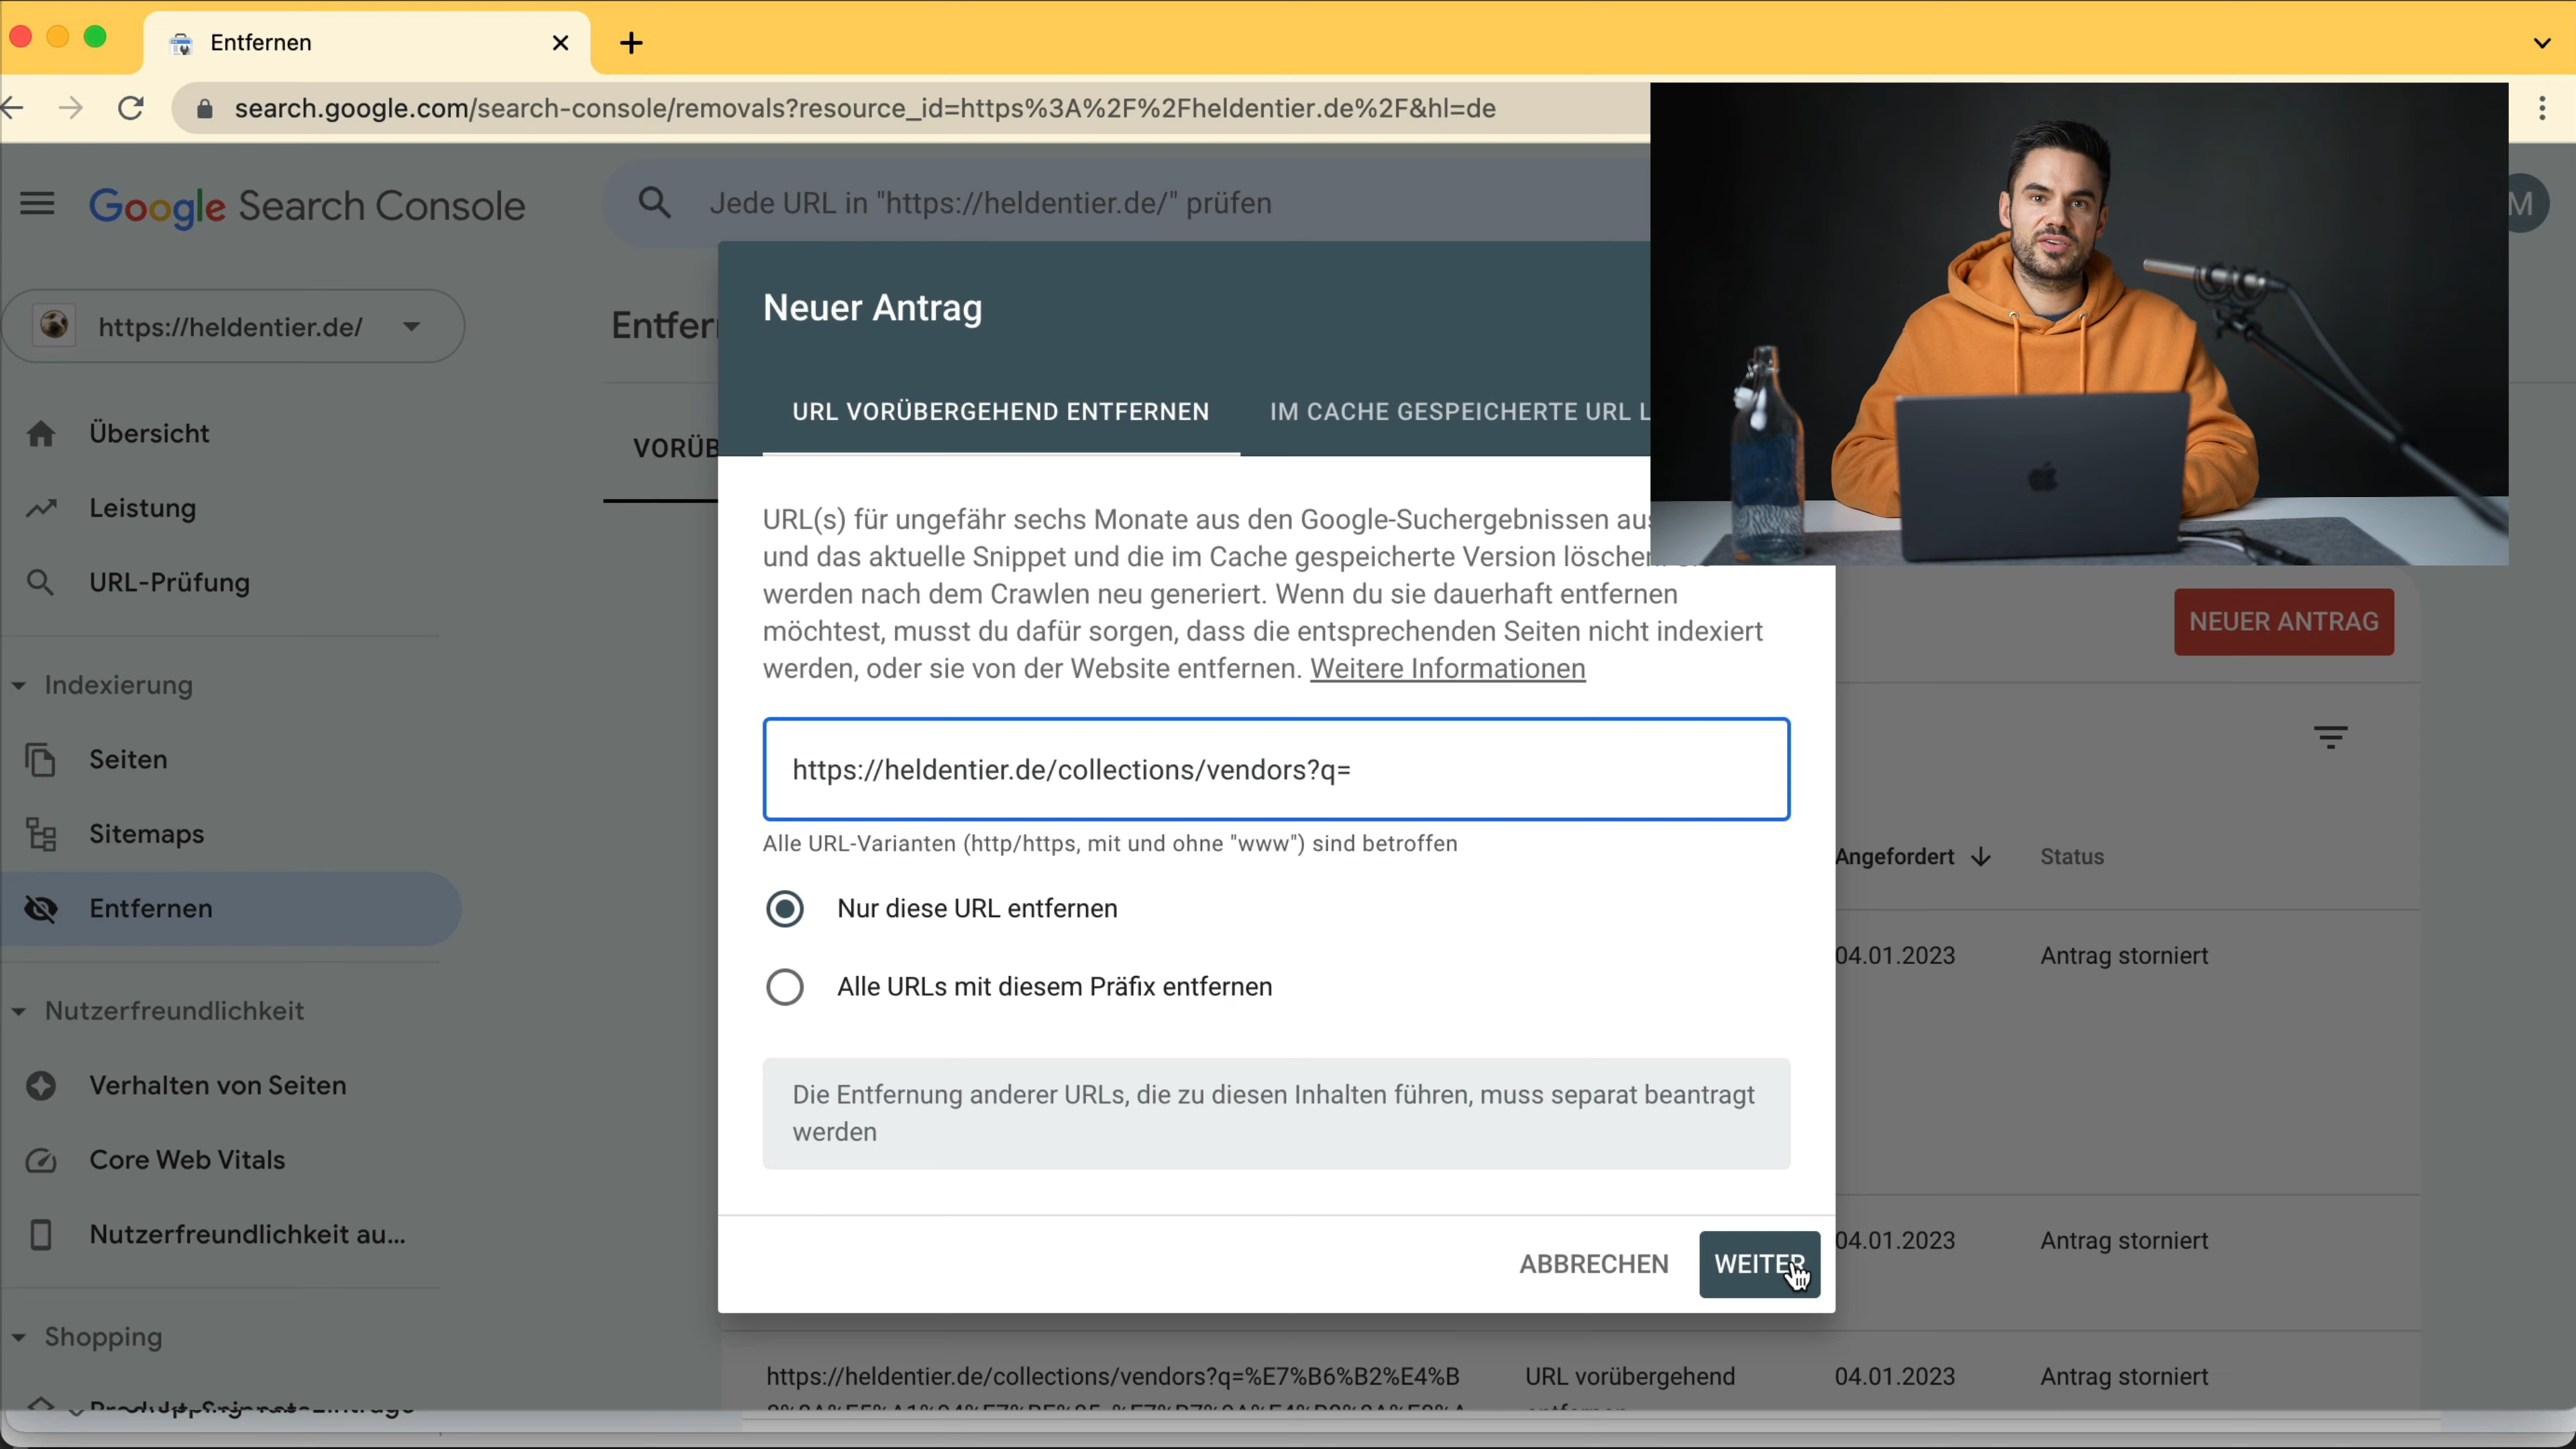 Entfernen
search.google.com/search-console/removals?resource_id=https%3A%2F%2Fheldentier.de%2F&hl=de
Google Search Console
Jede URL in "https://heldentier.de/" prüfen
M
https://heldentier.de/
Neuer Antrag
URL VORÜBERGEHEND ENTFERNEN
IM CACHE GESPEICHERTE URL
URL(s) für ungefähr sechs Monate aus den Google-Suchergebnissen
und das aktuelle Snippet und die im Cache gespeicherte Version
werden nach dem Crawlen neu generiert. Wenn du sie dauerhaft entfernen
möchtest, musst du dafür sorgen, dass die entsprechenden Seiten nicht indexiert
werden, oder sie von der Website entfernen. Weitere Informationen
https://heldentier.de/collections/vendors?q=
Alle URL-Varianten (http/https, mit und ohne "www") sind betroffen
Nur diese URL entfernen
Alle URLs mit diesem Präfix entfernen
Die Entfernung anderer URLs, die zu diesen Inhalten führen, muss separat beantragt
werden
ABBRECHEN
WEITER
Übersicht
Leistung
URL-Prüfung
Indexierung
Seiten
Sitemaps
Entfernen
Nutzerfreundlichkeit
Verhalten von Seiten
Core Web Vitals
Nutzerfreundlichkeit au...
Shopping
NEUER ANTRAG
Angefordert
Status
04.01.2023
Antrag storniert
04.01.2023
Antrag storniert
https://heldentier.de/collections/vendors?q=%E7%B6%B2%E4%B
URL vorübergehend
04.01.2023
Antrag storniert